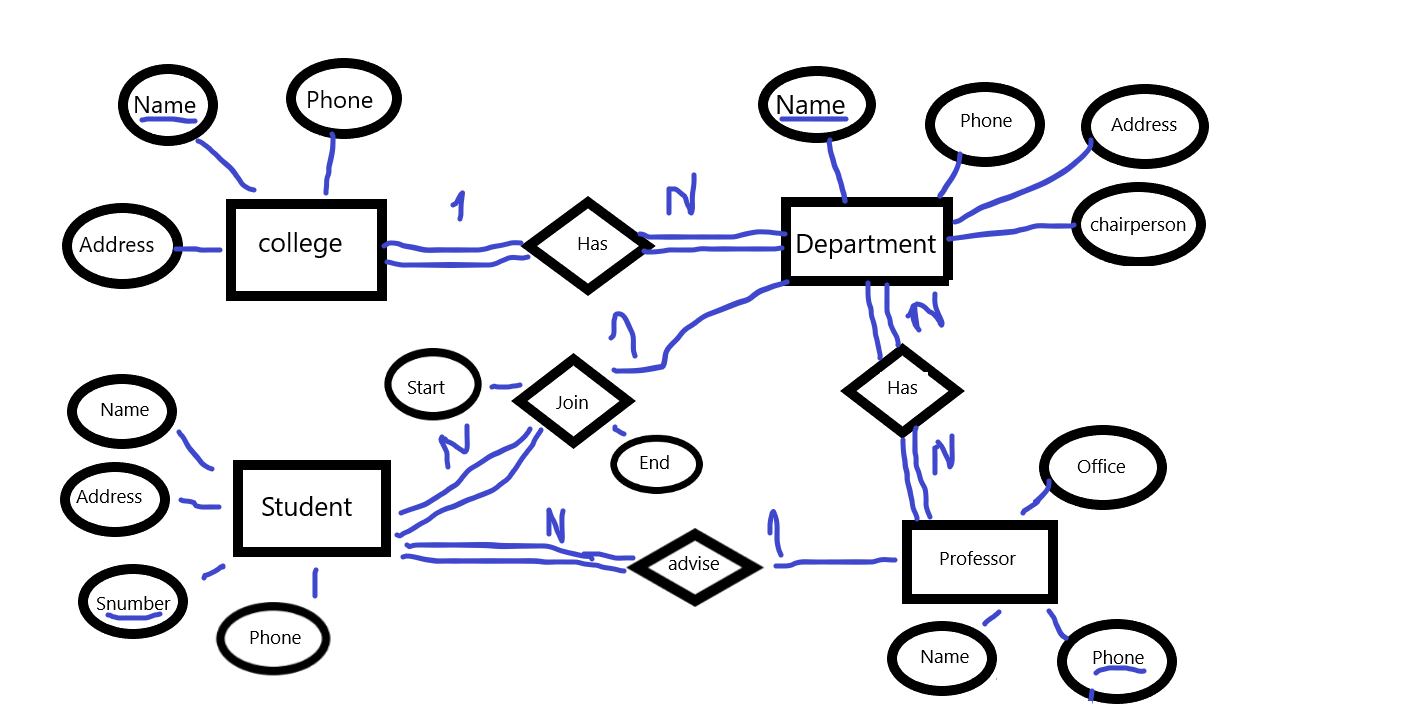 Name
Phone
Name
Phone
Address
Address
college
1
Has
N
Department
chairperson
1
N
Start
Join
Has
Name
N
End
N
Office
Address
Student
N
1
advise
Professor
Snumber
Phone
Name
Phone